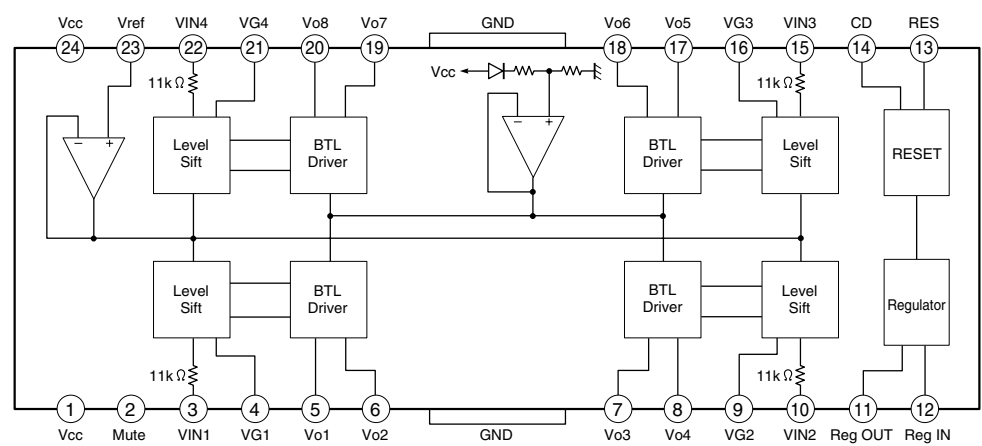 Vcc Vref VIN4 VG4 Vo8 Vo7 GND Vo6 Vo5 VG3 VIN3 CD RES
24 23 22 21 20 19 18 17 16 15 14 13
11kΩ Vcc 11kΩ
− + Level Sift BTL Driver − + BTL Driver Level Sift RESET
Level Sift BTL Driver BTL Driver Level Sift Regulator
11kΩ 11kΩ
1 2 3 4 5 6 7 8 9 10 11 12
Vcc Mute VIN1 VG1 Vo1 Vo2 GND Vo3 Vo4 VG2 VIN2 Reg OUT Reg IN